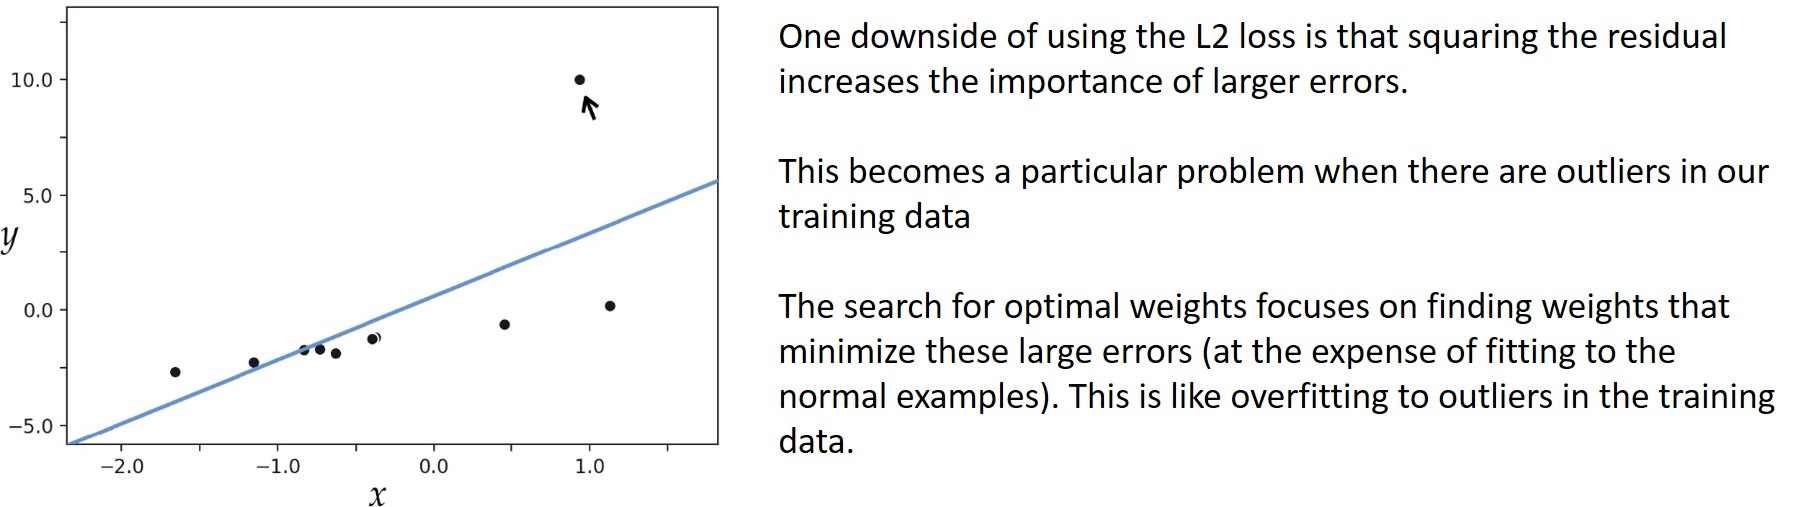 10.0
5.0
y
0.0
−5.0
−2.0 −1.0 0.0 1.0
x
One downside of using the L2 loss is that squaring the residual
increases the importance of larger errors.
This becomes a particular problem when there are outliers in our
training data
The search for optimal weights focuses on finding weights that
minimize these large errors (at the expense of fitting to the
normal examples). This is like overfitting to outliers in the training
data.